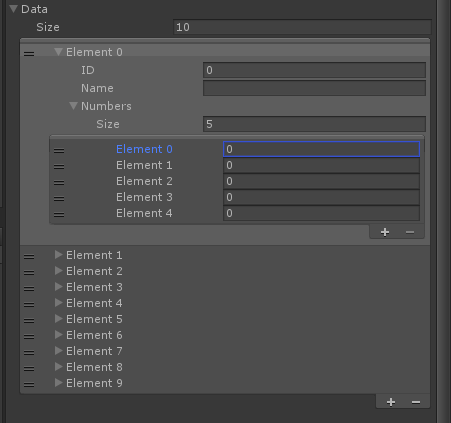 Data
Size 10
Element 0
ID 0
Name
Numbers
Size 5
Element 0 0
Element 1 0
Element 2 0
Element 3 0
Element 4 0
+ −
Element 1
Element 2
Element 3
Element 4
Element 5
Element 6
Element 7
Element 8
Element 9
+ −